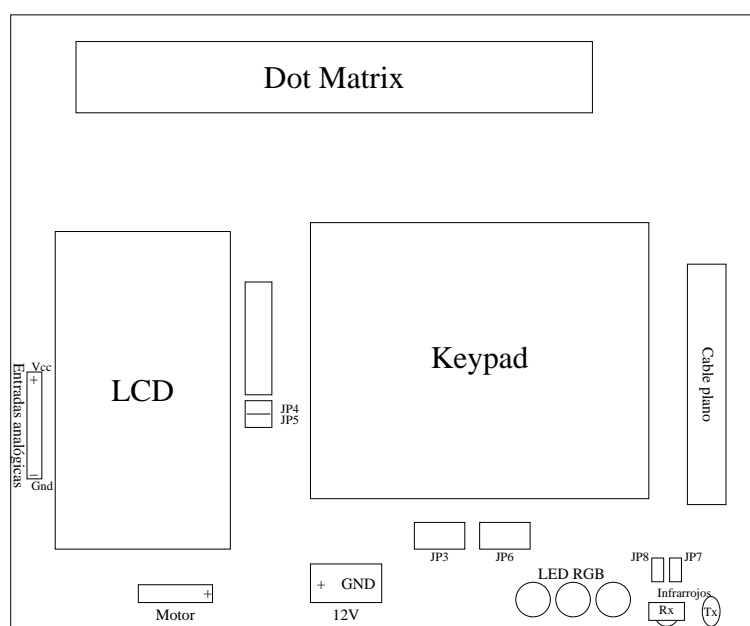 Dot Matrix
Vcc
+
Entradas analógicas
−
Gnd
LCD
JP4
JP5
Keypad
Cable plano
JP3
JP6
JP8
JP7
LED RGB
Infrarrojos
Rx
Tx
+
Motor
+ GND
12V